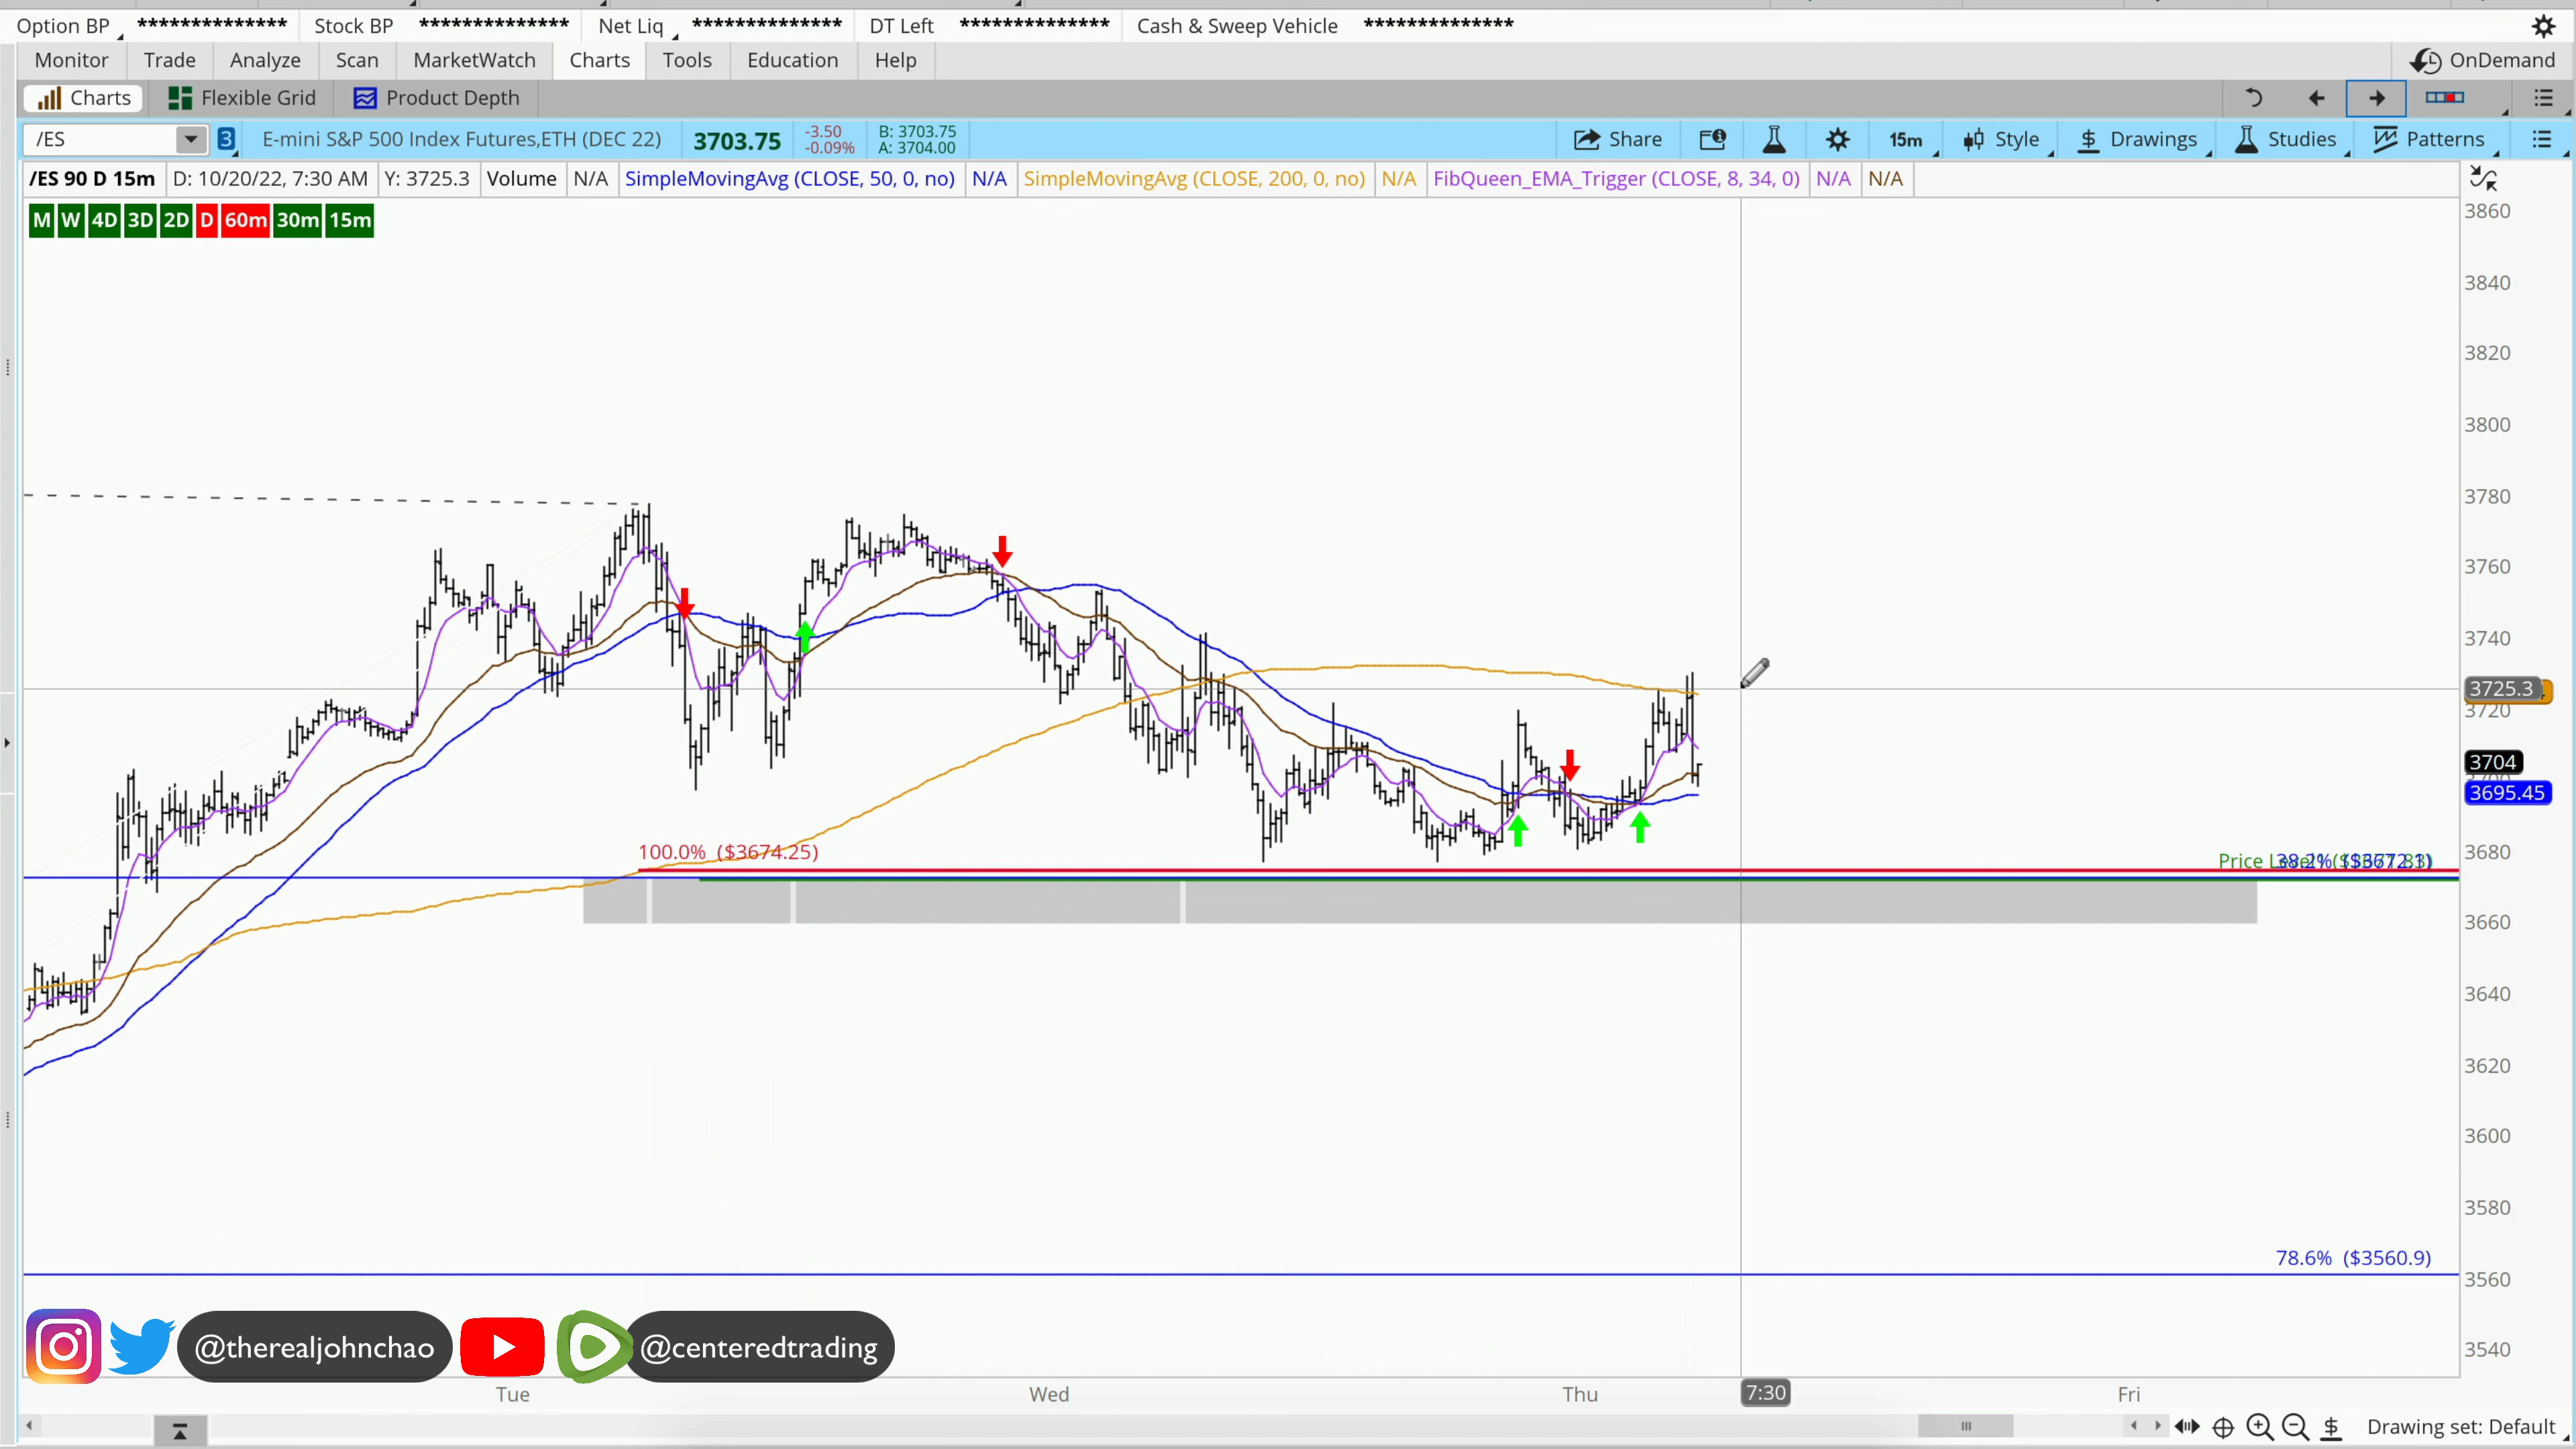 Option BP ************** Stock BP ************** Net Liq ************** DT Left ************** Cash & Sweep Vehicle **************
Monitor Trade Analyze Scan MarketWatch Charts Tools Education Help OnDemand
Charts Flexible Grid Product Depth
/ES 3 E-mini S&P 500 Index Futures,ETH (DEC 22) 3703.75 -3.50 B: 3703.75 Share 15m Style $ Drawings Studies Patterns
-0.09% A: 3704.00
/ES 90 D 15m D: 10/20/22, 7:30 AM Y: 3725.3 Volume N/A SimpleMovingAvg (CLOSE, 50, 0, no) N/A SimpleMovingAvg (CLOSE, 200, 0, no) N/A FibQueen_EMA_Trigger (CLOSE, 8, 34, 0) N/A N/A
M W 4D 3D 2D D 60m 30m 15m
3860
3840
3820
3800
3780
3760
3740
3725.3
3720
3704
3695.45
100.0% ($3674.25)
3680
3660
3640
3620
3600
3580
78.6% ($3560.9)
3560
@therealjohnchao @centeredtrading
3540
Tue Wed Thu 7:30 Fri
$ Drawing set: Default